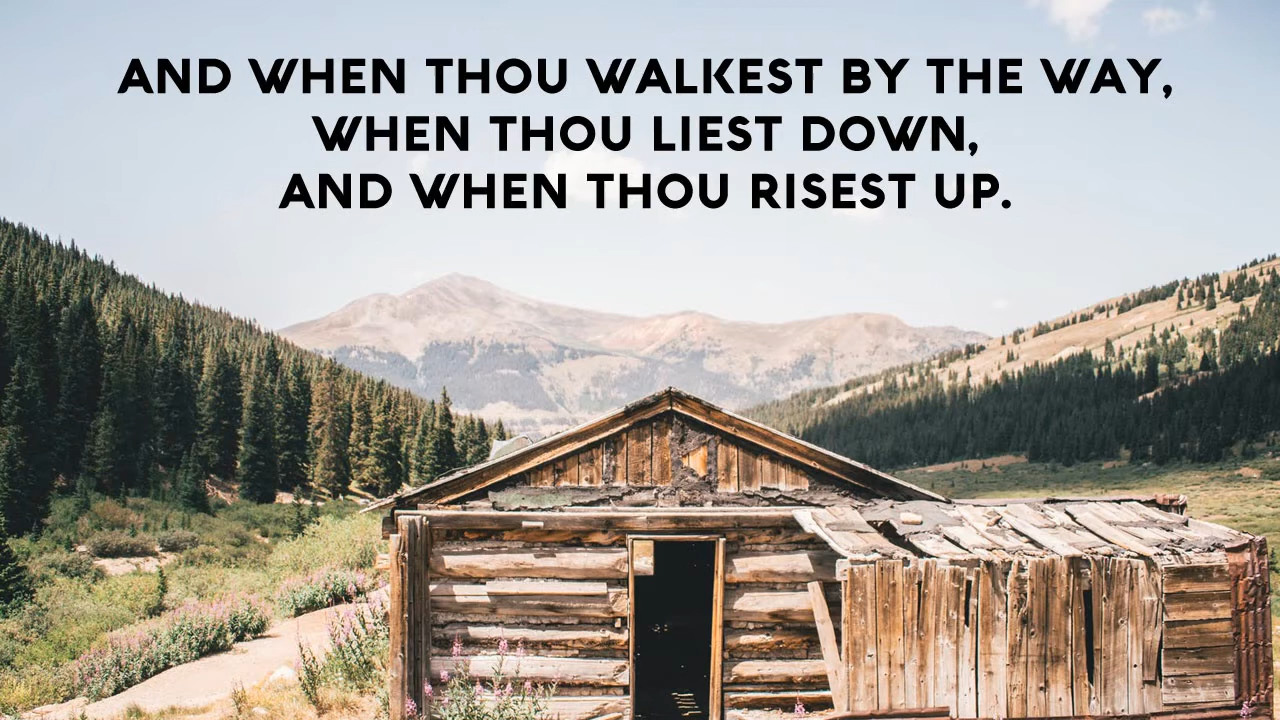 AND WHEN THOU WALKEST BY THE WAY,
WHEN THOU LIEST DOWN,
AND WHEN THOU RISEST UP.